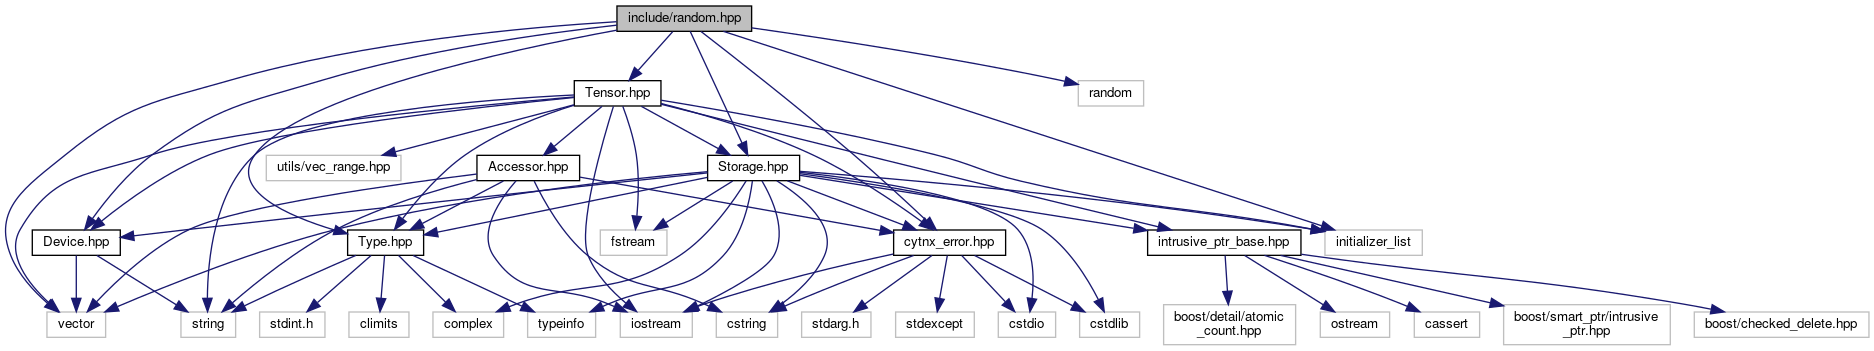 include/random.hpp
Tensor.hpp
random
utils/vec_range.hpp
Accessor.hpp
Storage.hpp
Device.hpp
Type.hpp
fstream
cytnx_error.hpp
intrusive_ptr_base.hpp
initializer_list
vector
string
stdint.h
climits
complex
typeinfo
iostream
cstring
stdarg.h
stdexcept
cstdio
cstdlib
boost/detail/atomic
_count.hpp
ostream
cassert
boost/smart_ptr/intrusive
_ptr.hpp
boost/checked_delete.hpp